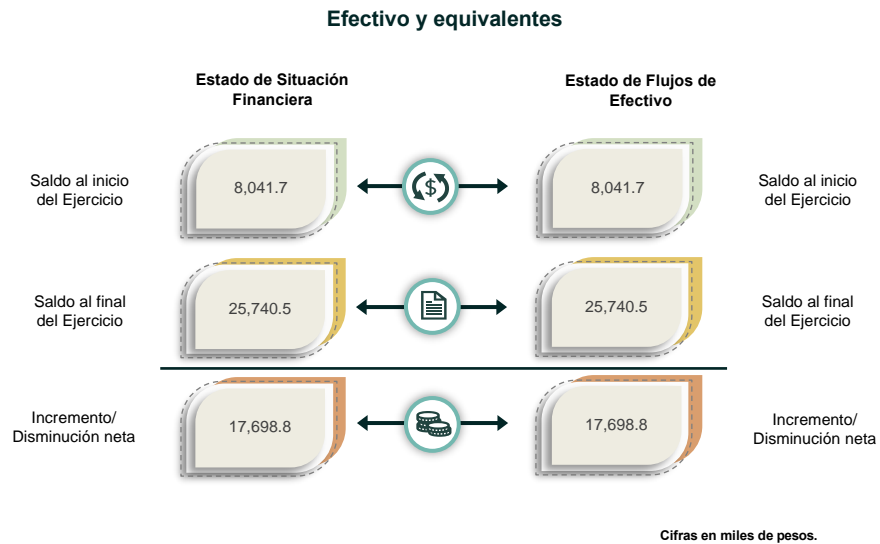 Efectivo y equivalentes
Estado de Situación
Financiera
Estado de Flujos de
Efectivo
Saldo al inicio
del Ejercicio
8,041.7
$
8,041.7
Saldo al inicio
del Ejercicio
Saldo al final
del Ejercicio
25,740.5
25,740.5
Saldo al final
del Ejercicio
Incremento/
Disminución neta
17,698.8
17,698.8
Incremento/
Disminución neta
Cifras en miles de pesos.